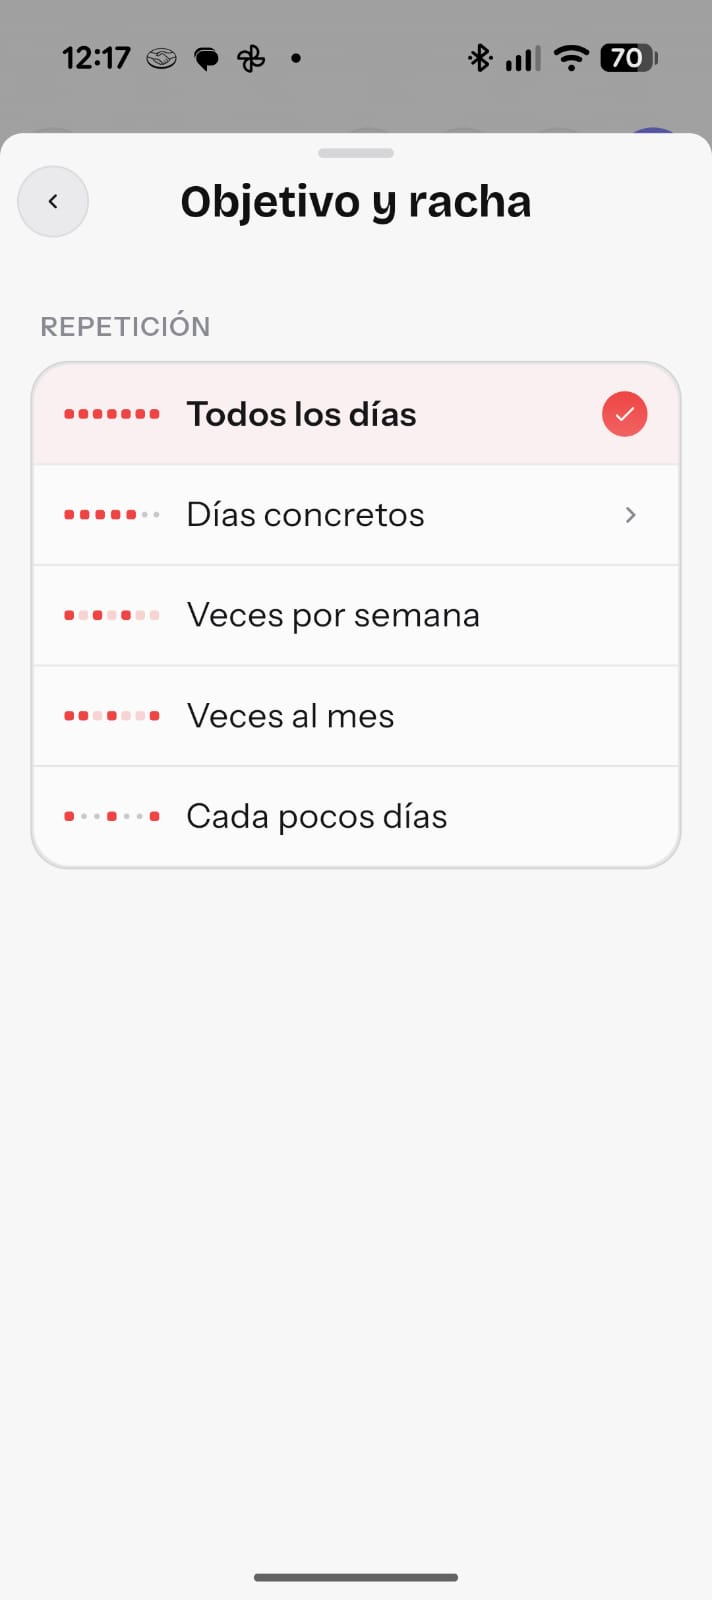 12:17
70
Objetivo y racha
REPETICIÓN
Todos los días
Días concretos
Veces por semana
Veces al mes
Cada pocos días